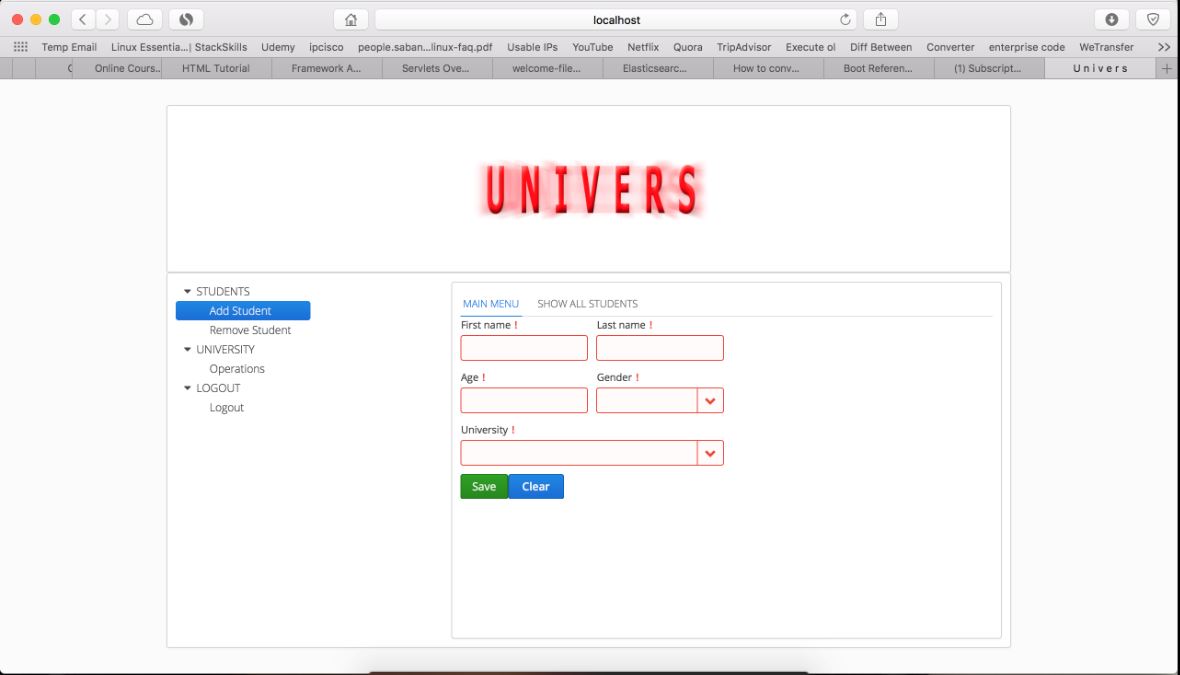 localhost
Temp Email Linux Essentia...| StackSkills Udemy ipcisco people.saban...linux-faq.pdf Usable IPs YouTube Netflix Quora TripAdvisor Execute ol Diff Between Converter enterprise code WeTransfer
Online Cours... HTML Tutorial Framework A... Servlets Ove... welcome-file... Elasticsearc... How to conv... Boot Referen... (1) Subscript... U n i v e r s
UNIVERS
STUDENTS
Add Student
Remove Student
UNIVERSITY
Operations
LOGOUT
Logout
MAIN MENU SHOW ALL STUDENTS
First name ! Last name !
Age ! Gender !
University !
Save Clear